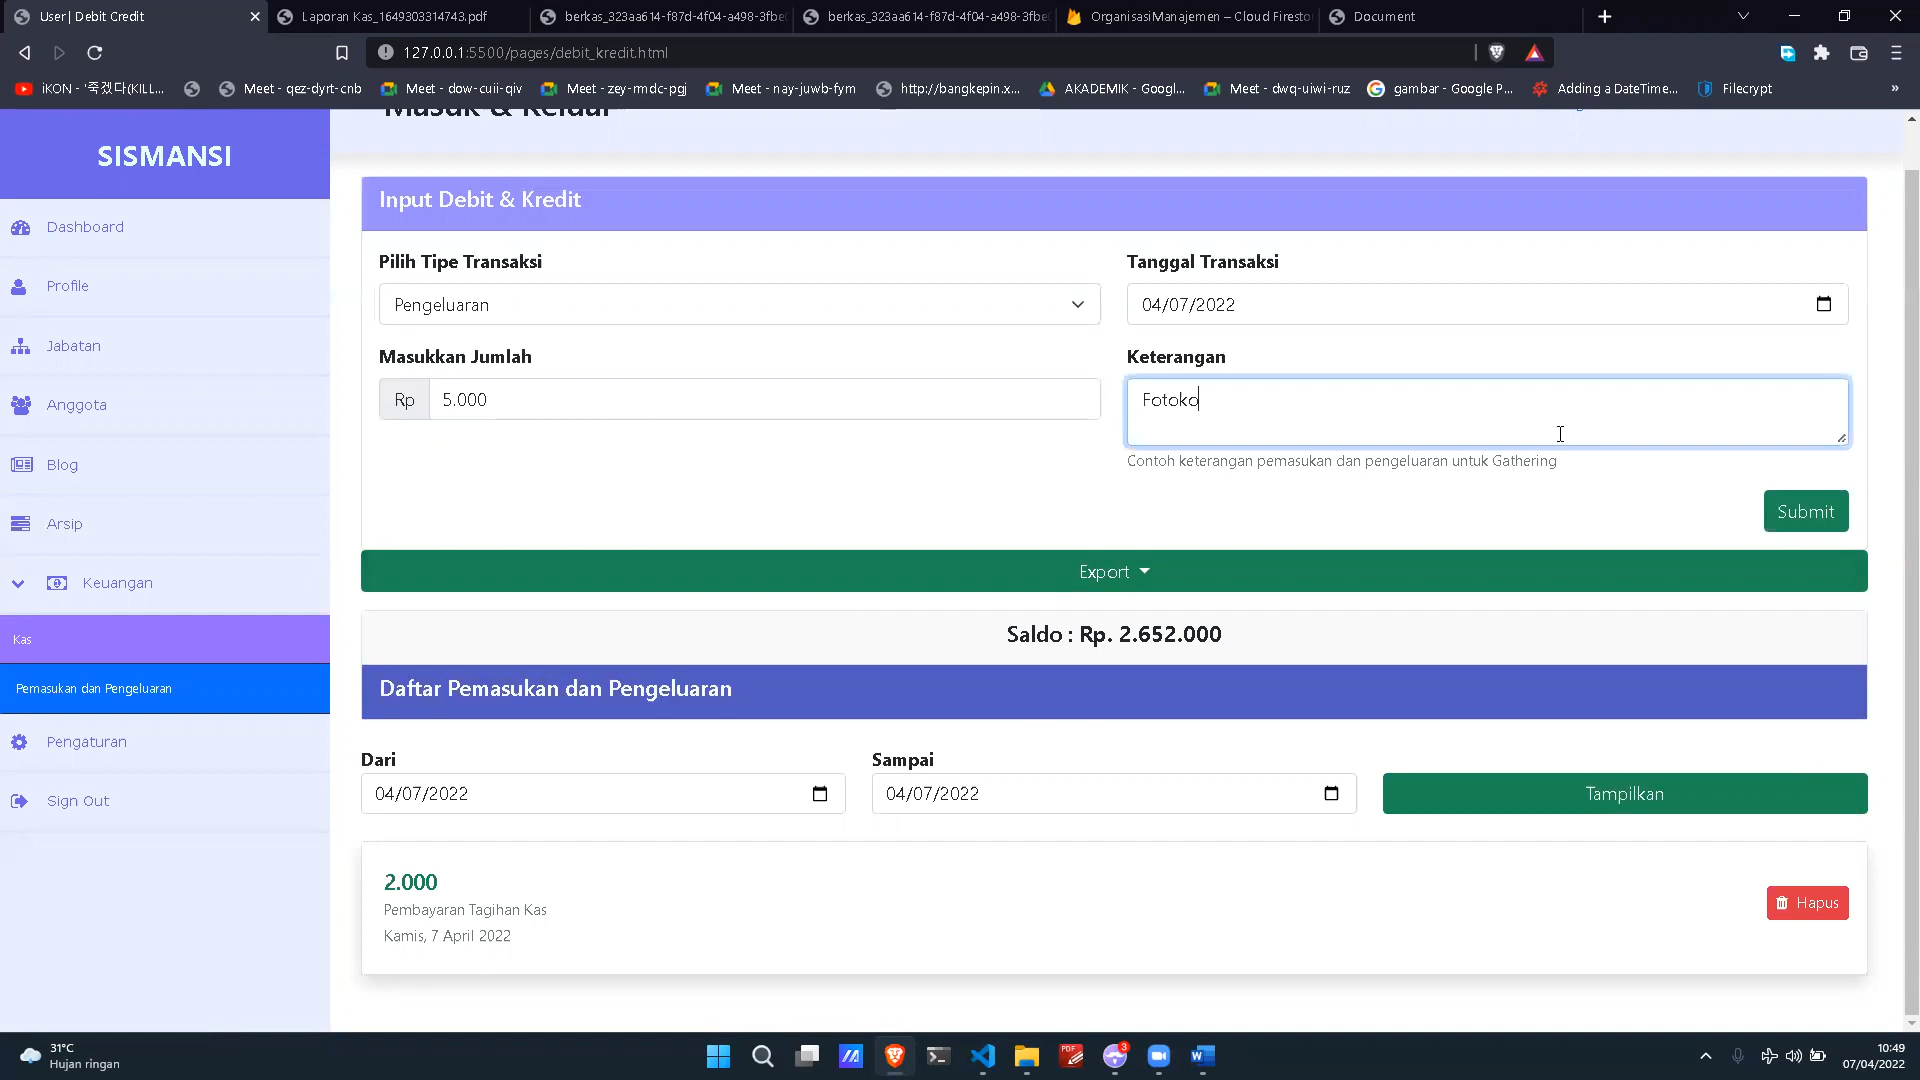 User | Debit Credit
Laporan Kas_1649303314743.pdf
berkas_323aa614-f87d-4f04-a498-3fbe
berkas_323aa614-f87d-4f04-a498-3fbe
OrganisasiManajemen – Cloud Firesto
Document
127.0.0.1:5500/pages/debit_kredit.html
iKON - '죽겠다(KILL...
Meet - qez-dyrt-cnb
Meet - dow-cuii-qiv
Meet - zey-rmdc-pgj
Meet - nay-juwb-yfm
http://bangkepin.x...
AKADEMIK - Googl...
Meet - dwq-uiwi-ruz
gambar - Google P...
Adding a DateTime...
Filecrypt
»
Masuk & Keluar
SISMANSI
Dashboard
Profile
Jabatan
Anggota
Blog
Arsip
Keuangan
Kas
Pemasukan dan Pengeluaran
Pengaturan
Sign Out
Input Debit & Kredit
Pilih Tipe Transaksi
Pengeluaran
Tanggal Transaksi
04/07/2022
Masukkan Jumlah
Rp 5.000
Keterangan
Fotoko
Contoh keterangan pemasukan dan pengeluaran untuk Gathering
Submit
Export
Saldo : Rp. 2.652.000
Daftar Pemasukan dan Pengeluaran
Dari
04/07/2022
Sampai
04/07/2022
Tampilkan
2.000
Pembayaran Tagihan Kas
Kamis, 7 April 2022
Hapus
31°C
Hujan ringan
PDF
3
W
10:49
07/04/2022